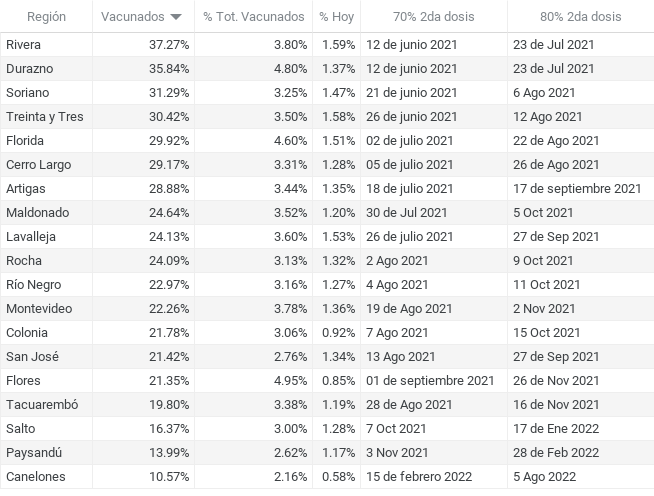 Región Vacunados % Tot. Vacunados % Hoy 70% 2da dosis 80% 2da dosis
Rivera 37.27% 3.80% 1.59% 12 de junio 2021 23 de Jul 2021
Durazno 35.84% 4.80% 1.37% 12 de junio 2021 23 de Jul 2021
Soriano 31.29% 3.25% 1.47% 21 de junio 2021 6 Ago 2021
Treinta y Tres 30.42% 3.50% 1.58% 26 de junio 2021 12 Ago 2021
Florida 29.92% 4.60% 1.51% 02 de julio 2021 22 de Ago 2021
Cerro Largo 29.17% 3.31% 1.28% 05 de julio 2021 26 de Ago 2021
Artigas 28.88% 3.44% 1.35% 18 de julio 2021 17 de septiembre 2021
Maldonado 24.64% 3.52% 1.20% 30 de Jul 2021 5 Oct 2021
Lavalleja 24.13% 3.60% 1.53% 26 de julio 2021 27 de Sep 2021
Rocha 24.09% 3.13% 1.32% 2 Ago 2021 9 Oct 2021
Río Negro 22.97% 3.16% 1.27% 4 Ago 2021 11 Oct 2021
Montevideo 22.26% 3.78% 1.36% 19 de Ago 2021 2 Nov 2021
Colonia 21.78% 3.06% 0.92% 7 Ago 2021 15 Oct 2021
San José 21.42% 2.76% 1.34% 13 Ago 2021 27 de Sep 2021
Flores 21.35% 4.95% 0.85% 01 de septiembre 2021 26 de Nov 2021
Tacuarembó 19.80% 3.38% 1.19% 28 de Ago 2021 16 de Nov 2021
Salto 16.37% 3.00% 1.28% 7 Oct 2021 17 de Ene 2022
Paysandú 13.99% 2.62% 1.17% 3 Nov 2021 28 de Feb 2022
Canelones 10.57% 2.16% 0.58% 15 de febrero 2022 5 Ago 2022